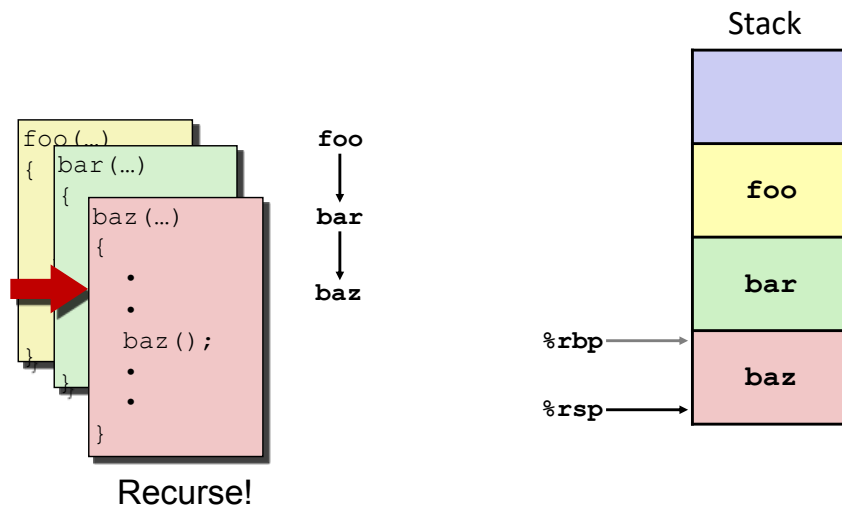 foo(…)
{
},
bar(…)
{
},
baz(…)
{
•
•
baz();
•
•
}
Recurse!
foo
bar
baz
Stack
foo
bar
baz
%rbp
%rsp